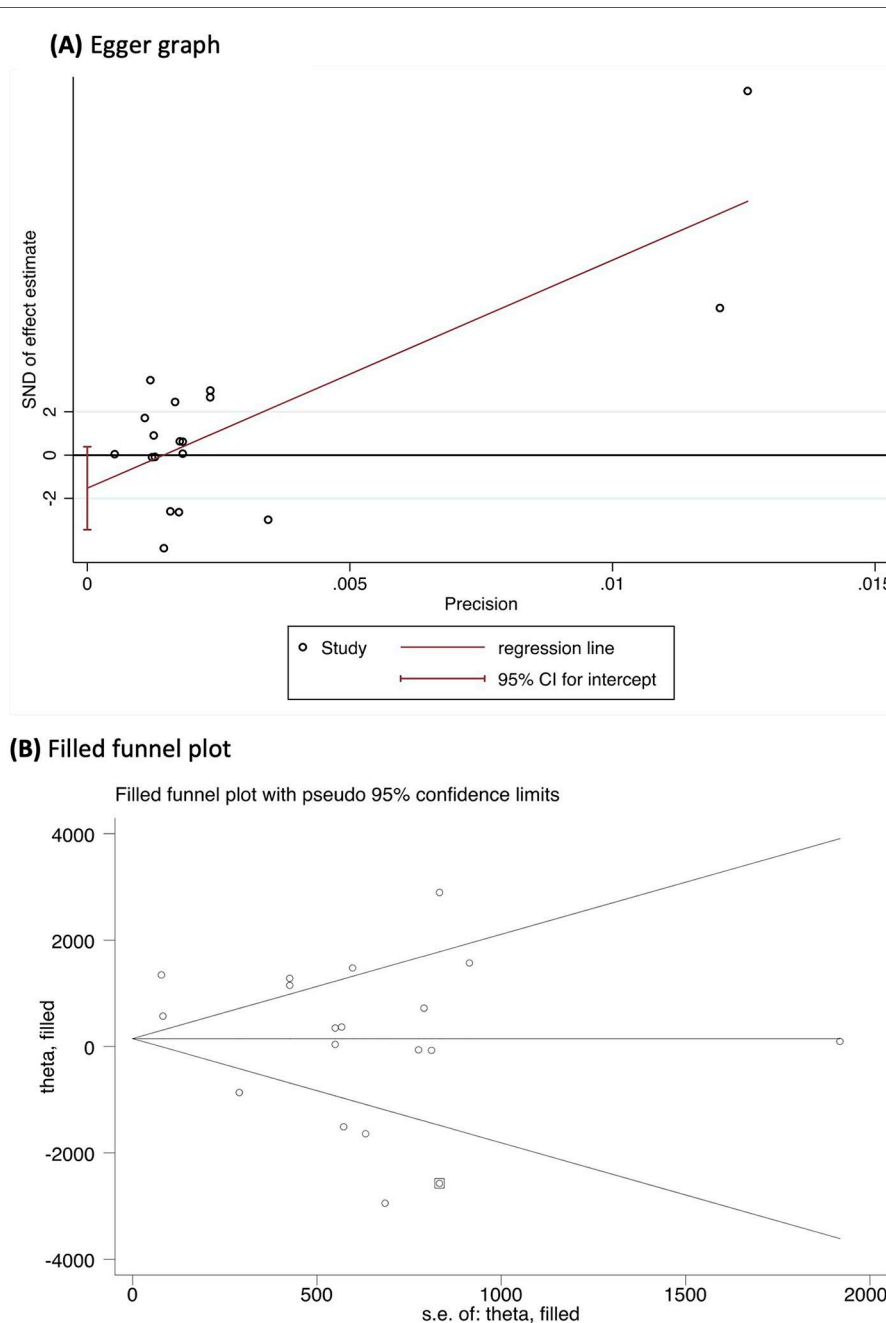 (A) Egger graph
SND of effect estimate
2
0
-2
0
.005
.01
.015
Precision
Study
regression line
95% CI for intercept
(B) Filled funnel plot
Filled funnel plot with pseudo 95% confidence limits
theta, filled
4000
2000
0
-2000
-4000
0
500
1000
1500
2000
s.e. of: theta, filled